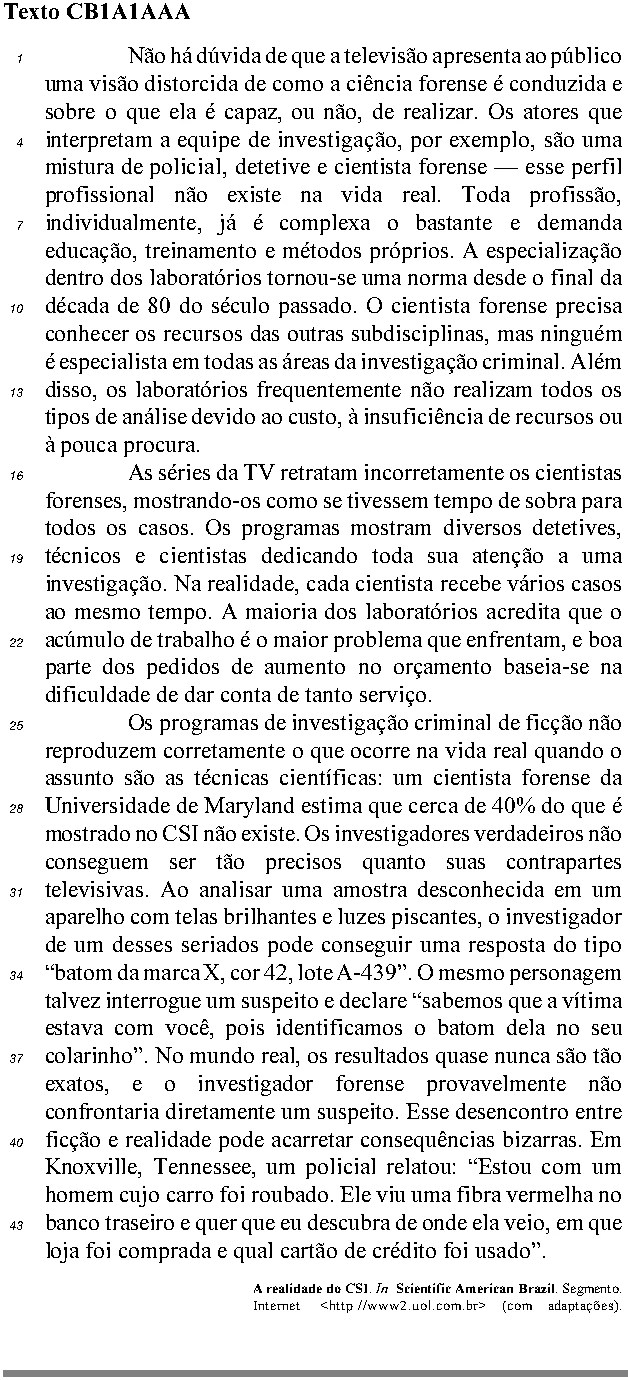 Texto CB1A1AAA
1 Não há dúvida de que a televisão apresenta ao público
uma visão distorcida de como a ciência forense é conduzida e
sobre o que ela é capaz, ou não, de realizar. Os atores que
4 interpretam a equipe de investigação, por exemplo, são uma
mistura de policial, detetive e cientista forense — esse perfil
profissional não existe na vida real. Toda profissão,
7 individualmente, já é complexa o bastante e demanda
educação, treinamento e métodos próprios. A especialização
dentro dos laboratórios tornou-se uma norma desde o final da
10 década de 80 do século passado. O cientista forense precisa
conhecer os recursos das outras subdisciplinas, mas ninguém
é especialista em todas as áreas da investigação criminal. Além
13 disso, os laboratórios frequentemente não realizam todos os
tipos de análise devido ao custo, à insuficiência de recursos ou
à pouca procura.
16 As séries da TV retratam incorretamente os cientistas
forenses, mostrando-os como se tivessem tempo de sobra para
todos os casos. Os programas mostram diversos detetives,
19 técnicos e cientistas dedicando toda sua atenção a uma
investigação. Na realidade, cada cientista recebe vários casos
ao mesmo tempo. A maioria dos laboratórios acredita que o
22 acúmulo de trabalho é o maior problema que enfrentam, e boa
parte dos pedidos de aumento no orçamento baseia-se na
dificuldade de dar conta de tanto serviço.
25 Os programas de investigação criminal de ficção não
reproduzem corretamente o que ocorre na vida real quando o
assunto são as técnicas científicas: um cientista forense da
28 Universidade de Maryland estima que cerca de 40% do que é
mostrado no CSI não existe. Os investigadores verdadeiros não
conseguem ser tão precisos quanto suas contrapartes
31 televisivas. Ao analisar uma amostra desconhecida em um
aparelho com telas brilhantes e luzes piscantes, o investigador
de um desses seriados pode conseguir uma resposta do tipo
34 “batom da marca X, cor 42, lote A-439”. O mesmo personagem
talvez interrogue um suspeito e declare “sabemos que a vítima
estava com você, pois identificamos o batom dela no seu
37 colarinho”. No mundo real, os resultados quase nunca são tão
exatos, e o investigador forense provavelmente não
confrontaria diretamente um suspeito. Esse desencontro entre
40 ficção e realidade pode acarretar consequências bizarras. Em
Knoxville, Tennessee, um policial relatou: “Estou com um
homem cujo carro foi roubado. Ele viu uma fibra vermelha no
43 banco traseiro e quer que eu descubra de onde ela veio, em que
loja foi comprada e qual cartão de crédito foi usado”.
A realidade do CSI. In Scientific American Brazil. Segmento.
Internet <http //www2.uol.com.br> (com adaptações).